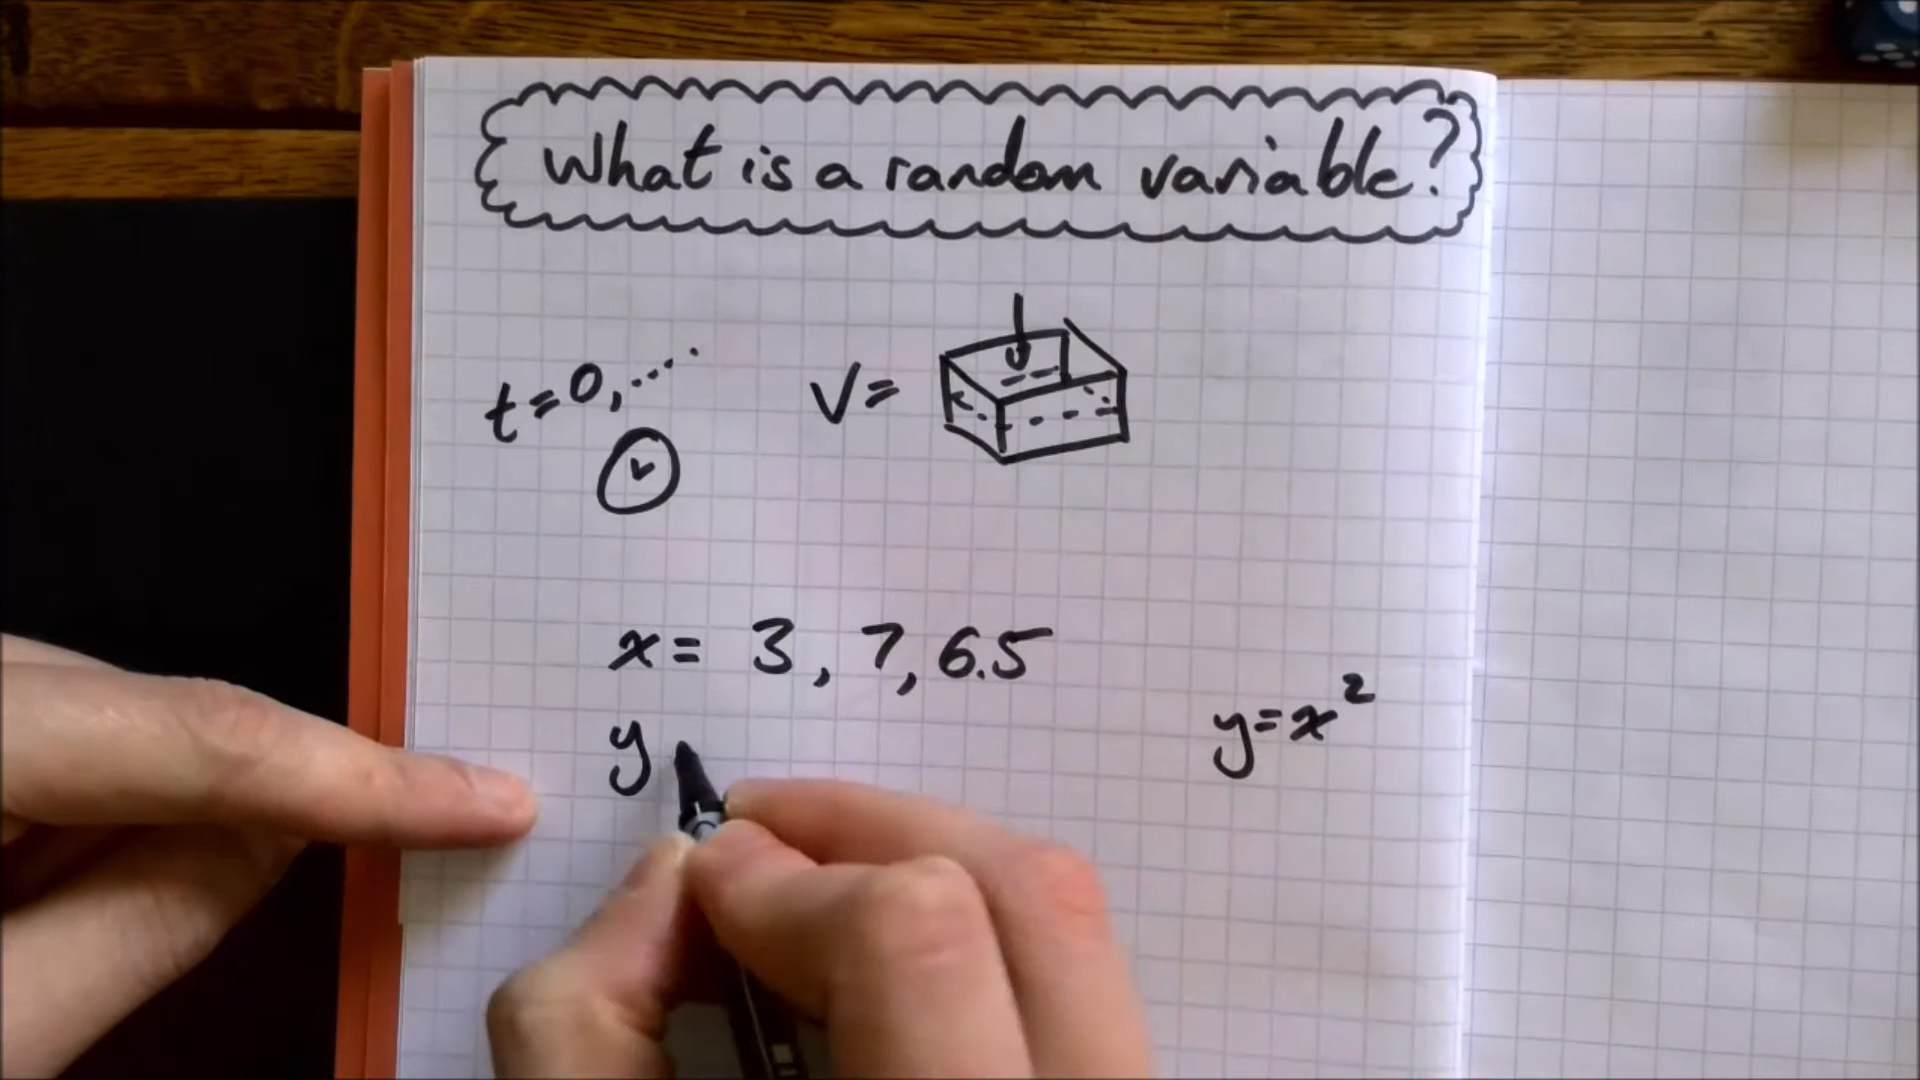 What is a random variable?
t=0,.....
V=
x= 3, 7, 6.5
y=x²
y